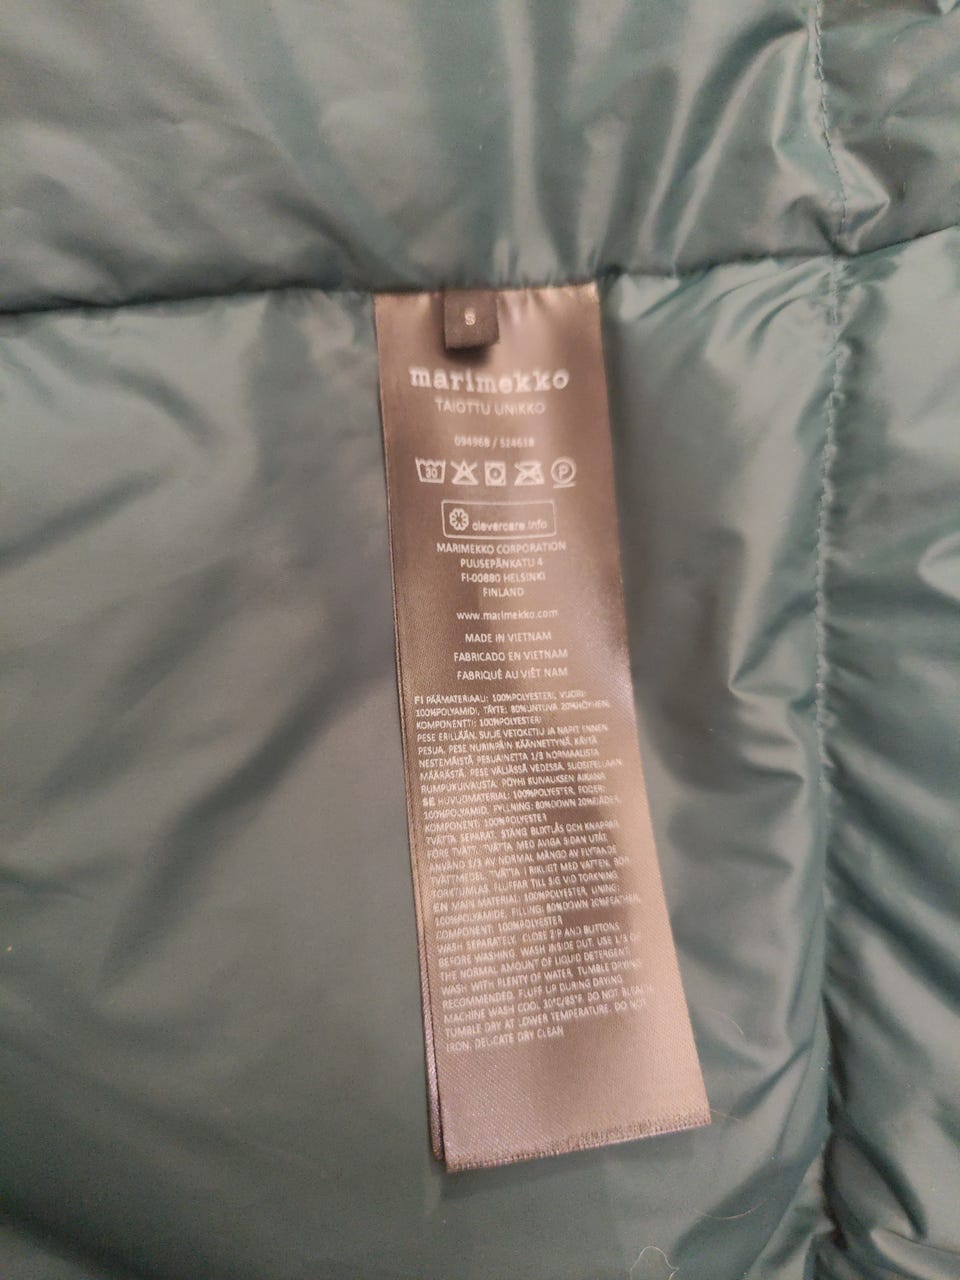 S
marimekko
TAIOTTU UNIKKO
094968 / 524618
30
P
clevercare.info
MARIMEKKO CORPORATION
PUUSEPÄNKATU 4
FI-00880 HELSINKI
FINLAND
www.marimekko.com
MADE IN VIETNAM
FABRICADO EN VIETNAM
FABRIQUÉ AU VIÊT NAM
FI PÄÄMATERIAALI: 100%POLYESTERI, VUORI:
100%POLYAMIDI, TÄYTE: 80%UNTUVA 20%HÖYHEN,
KOMPONENTTI: 100%POLYESTERI
PESE ERILLÄÄN. SULJE VETOKETJU JA NAPIT ENNEN
PESUA. PESE NURINPÄIN KÄÄNNETTYNÄ. KÄYTÄ
NESTEMÄISTÄ PESUAINETTA 1/3 NORMAALISTA
MÄÄRÄSTÄ. PESE VÄLJÄSSÄ VEDESSÄ. SUOSITELLAAN
RUMPUKUIVAUSTA. PÖYHI KUIVAUKSEN AIKANA
SE HUVUDMATERIAL: 100%POLYESTER, FODER:
100%POLYAMID, FYLLNING: 80%DOWN 20%FJÄDER,
KOMPONENT: 100%POLYESTER
TVÄTTA SEPARAT. STÄNG BLIXTLÅS OCH KNAPPAR
FÖRE TVÄTT. TVÄTTA MED AVIGA SIDAN UTÅT.
ANVÄND 1/3 AV NORMAL MÄNGD AV FLYTANDE
TVÄTTMEDEL. TVÄTTA I RIKLIGT MED VATTEN. BÖR
TORKTUMLAS. FLUFFAR TILL SIG VID TORKNING.
EN MAIN MATERIAL: 100%POLYESTER, LINING:
100%POLYAMIDE, FILLING: 80%DOWN 20%FEATHER,
COMPONENT: 100%POLYESTER
WASH SEPARATELY. CLOSE ZIP AND BUTTONS
BEFORE WASHING. WASH INSIDE OUT. USE 1/3 OF
THE NORMAL AMOUNT OF LIQUID DETERGENT.
WASH WITH PLENTY OF WATER. TUMBLE DRYING
RECOMMENDED. FLUFF UP DURING DRYING
MACHINE WASH COOL, 30°C/85°F. DO NOT BLEACH.
TUMBLE DRY AT LOWER TEMPERATURE. DO NOT
IRON. DELICATE DRY CLEAN